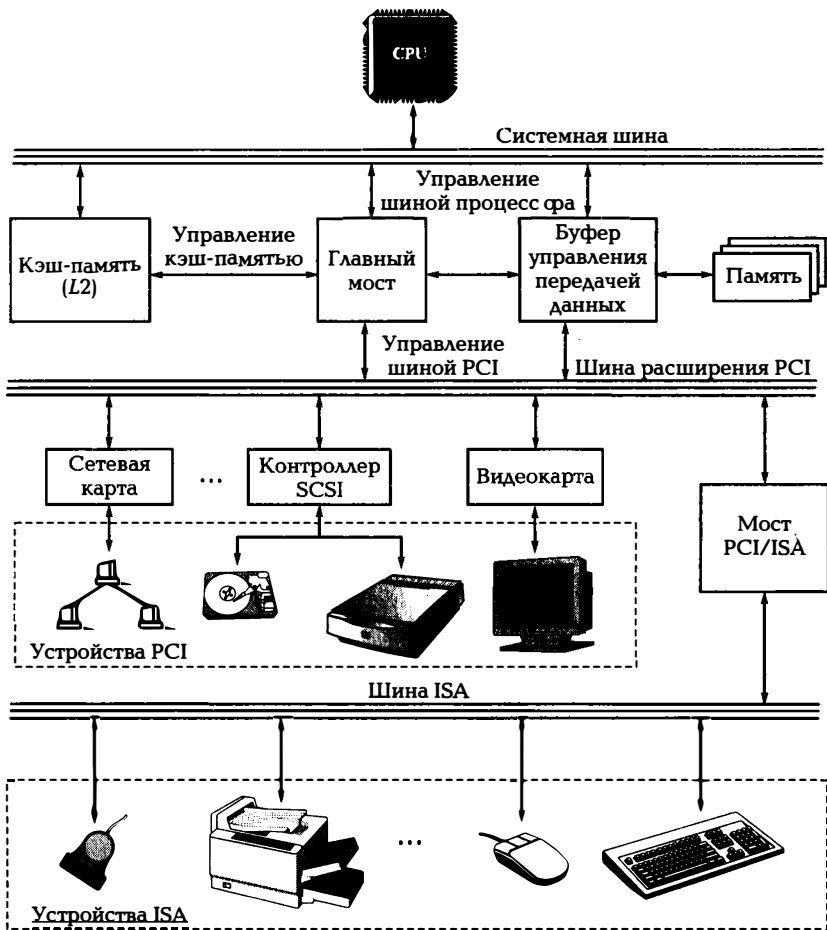 CPU
Системная шина
Управление
шиной процесс фра
Кэш-память
(L2)
Управление
кэш-памятью
Главный
мост
Буфер
управления
передачей
данных
Память
Управление
шиной PCI
Шина расширения PCI
Сетевая
карта
...
Контроллер
SCSI
Видеокарта
Мост
PCI/ISA
Устройства PCI
Шина ISA
...
Устройства ISA